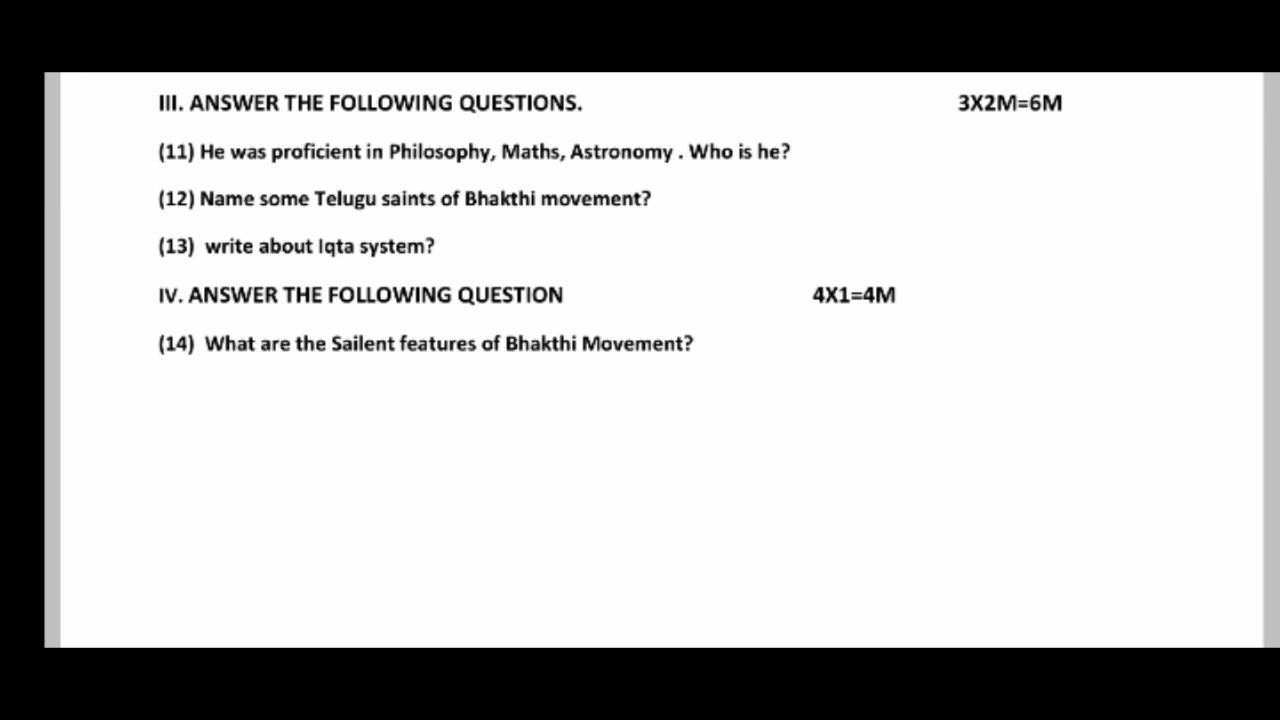 III. ANSWER THE FOLLOWING QUESTIONS. 3X2M=6M
(11) He was proficient in Philosophy, Maths, Astronomy . Who is he?
(12) Name some Telugu saints of Bhakthi movement?
(13) write about Iqta system?
IV. ANSWER THE FOLLOWING QUESTION 4X1=4M
(14) What are the Sailent features of Bhakthi Movement?